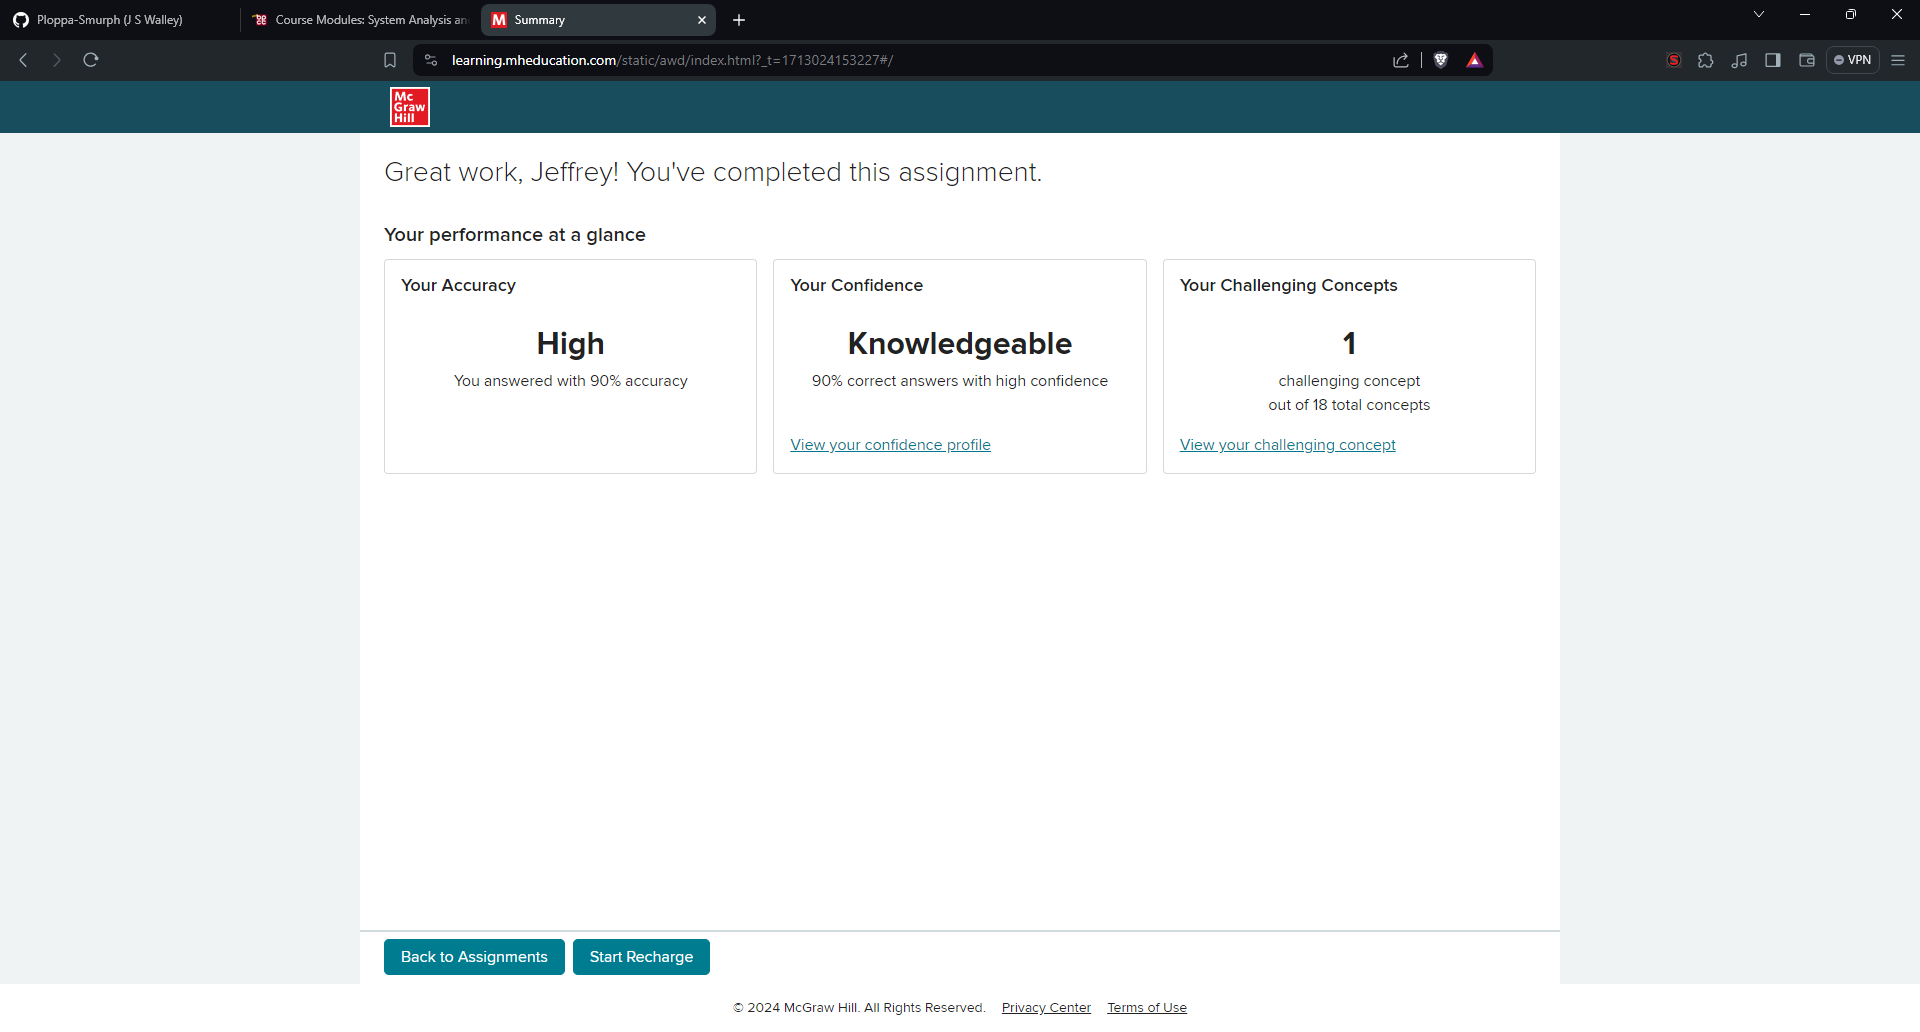 Ploppa-Smurph (J S Walley)
Course Modules: System Analysis an
M Summary
learning.mheducation.com/static/awd/index.html?_t=1713024153227#/
VPN
Mc
Graw
Hill
Great work, Jeffrey! You've completed this assignment.
Your performance at a glance
Your Accuracy
High
You answered with 90% accuracy
Your Confidence
Knowledgeable
90% correct answers with high confidence
View your confidence profile
Your Challenging Concepts
1
challenging concept
out of 18 total concepts
View your challenging concept
Back to Assignments
Start Recharge
© 2024 McGraw Hill. All Rights Reserved. Privacy Center Terms of Use